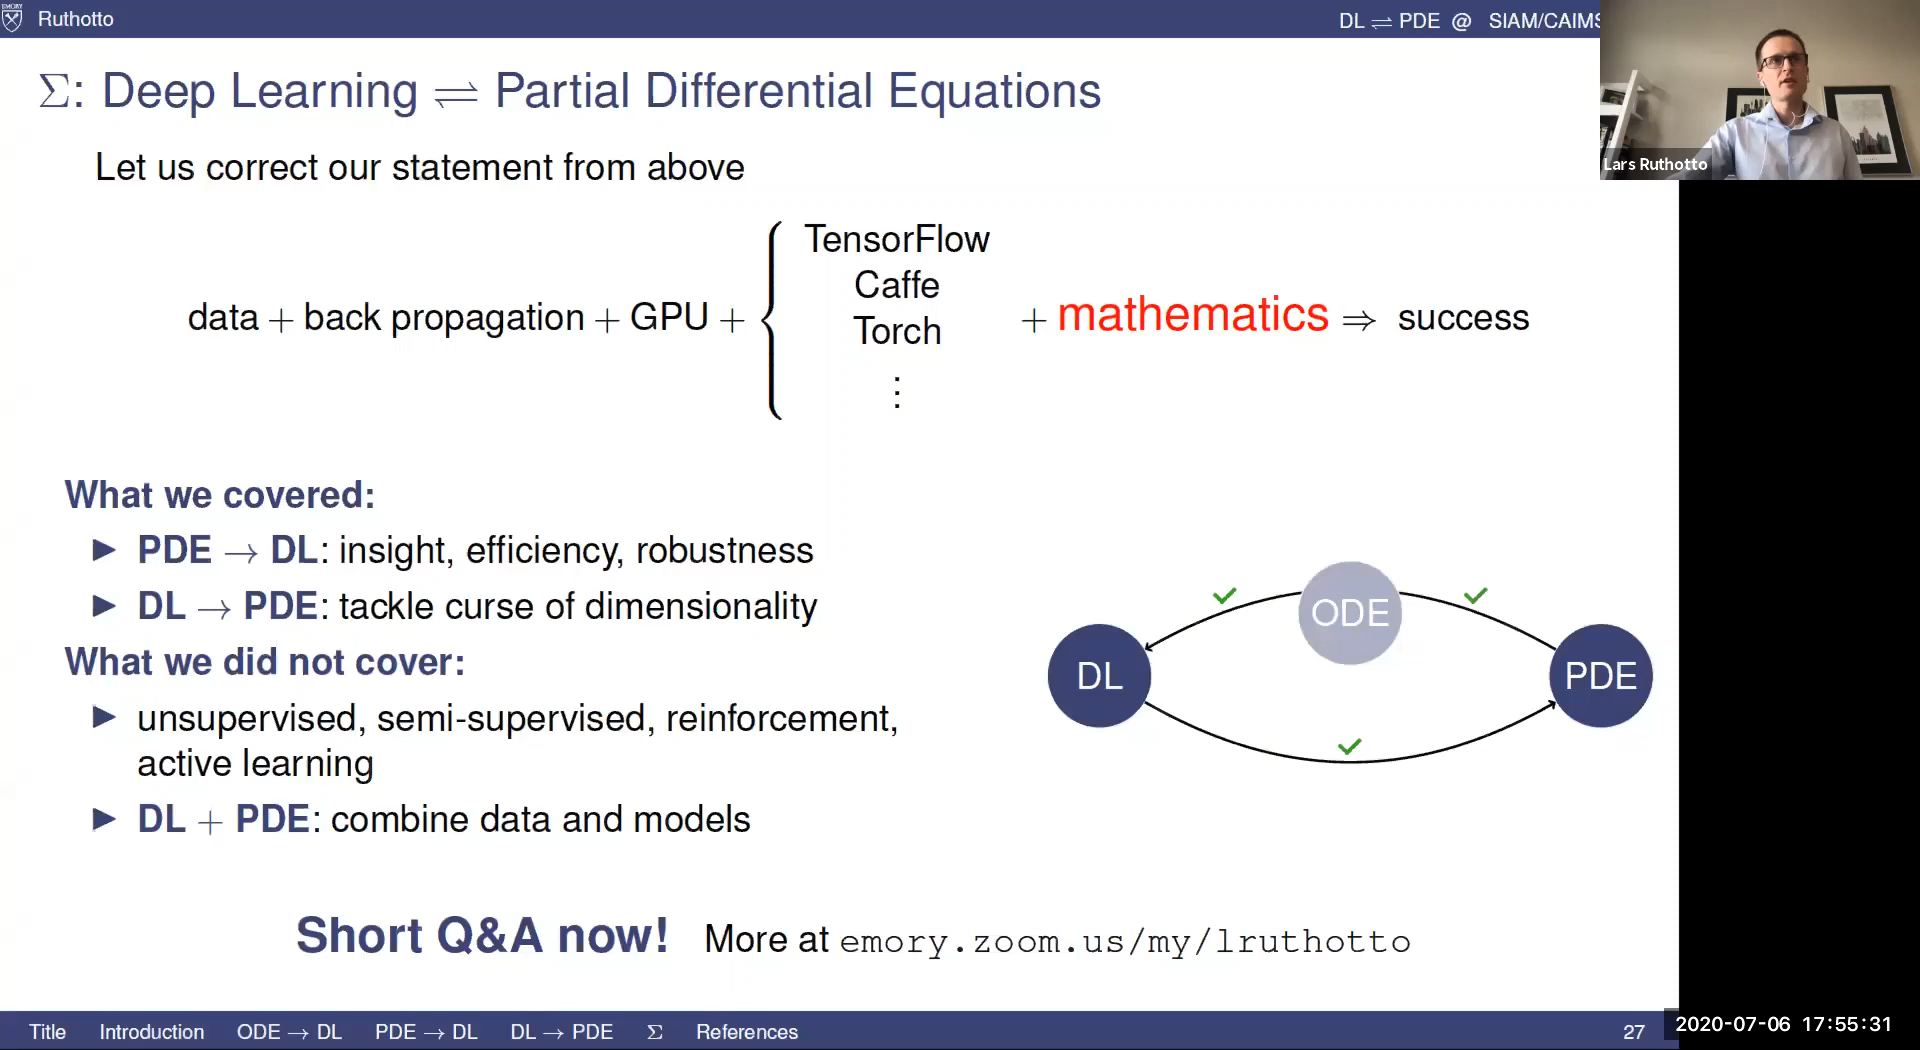 EMORY
Ruthotto
DL ⇌ PDE @ SIAM/CAIMS
Σ: Deep Learning ⇌ Partial Differential Equations
Lars Ruthotto
Let us correct our statement from above
data + back propagation + GPU + { TensorFlow
Caffe
Torch
⋮
+ mathematics ⇒ success
What we covered:
▶ PDE → DL: insight, efficiency, robustness
▶ DL → PDE: tackle curse of dimensionality
What we did not cover:
▶ unsupervised, semi-supervised, reinforcement,
active learning
▶ DL + PDE: combine data and models
ODE
DL
PDE
Short Q&A now! More at emory.zoom.us/my/lruthotto
Title Introduction ODE → DL PDE → DL DL → PDE Σ References 27
2020-07-06 17:55:31